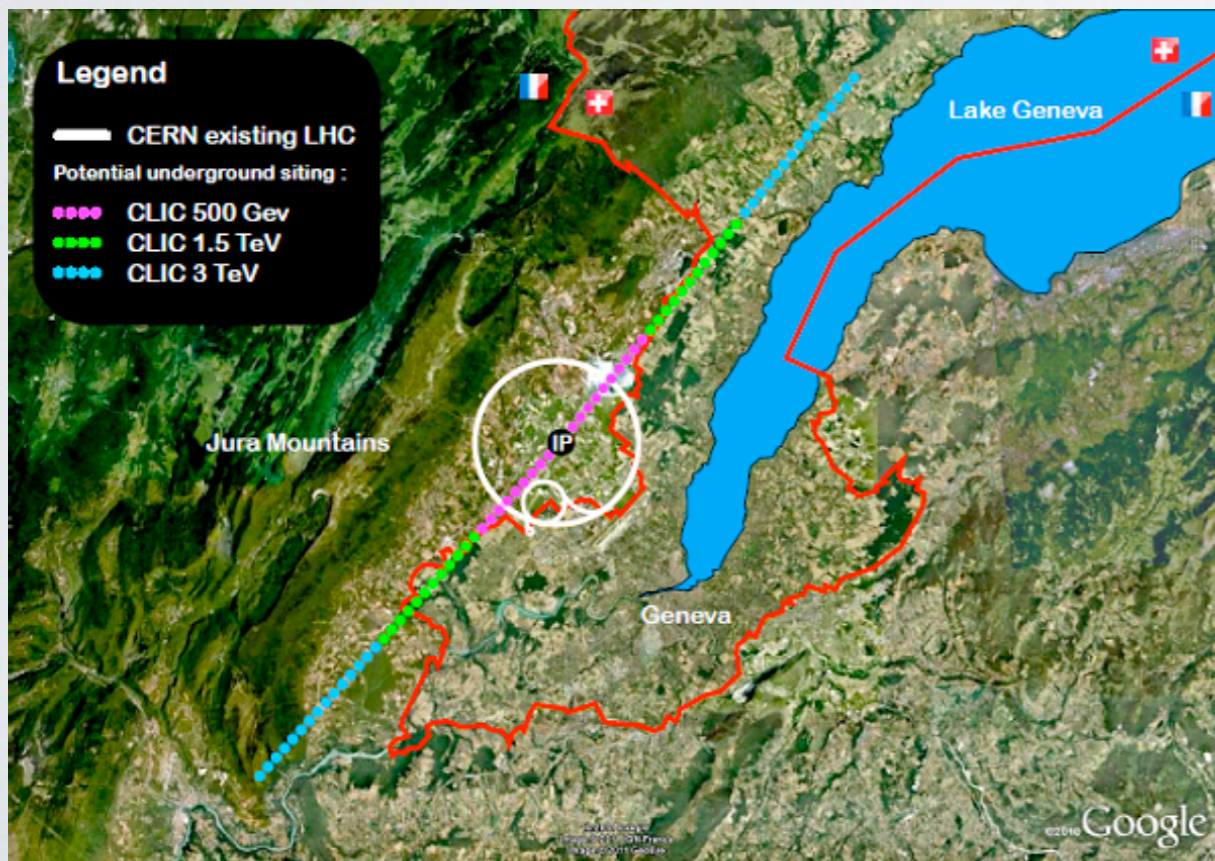 Legend
CERN existing LHC
Potential underground siting :
CLIC 500 Gev
CLIC 1.5 TeV
CLIC 3 TeV
Lake Geneva
Jura Mountains
IP
Geneva
©2010 Google